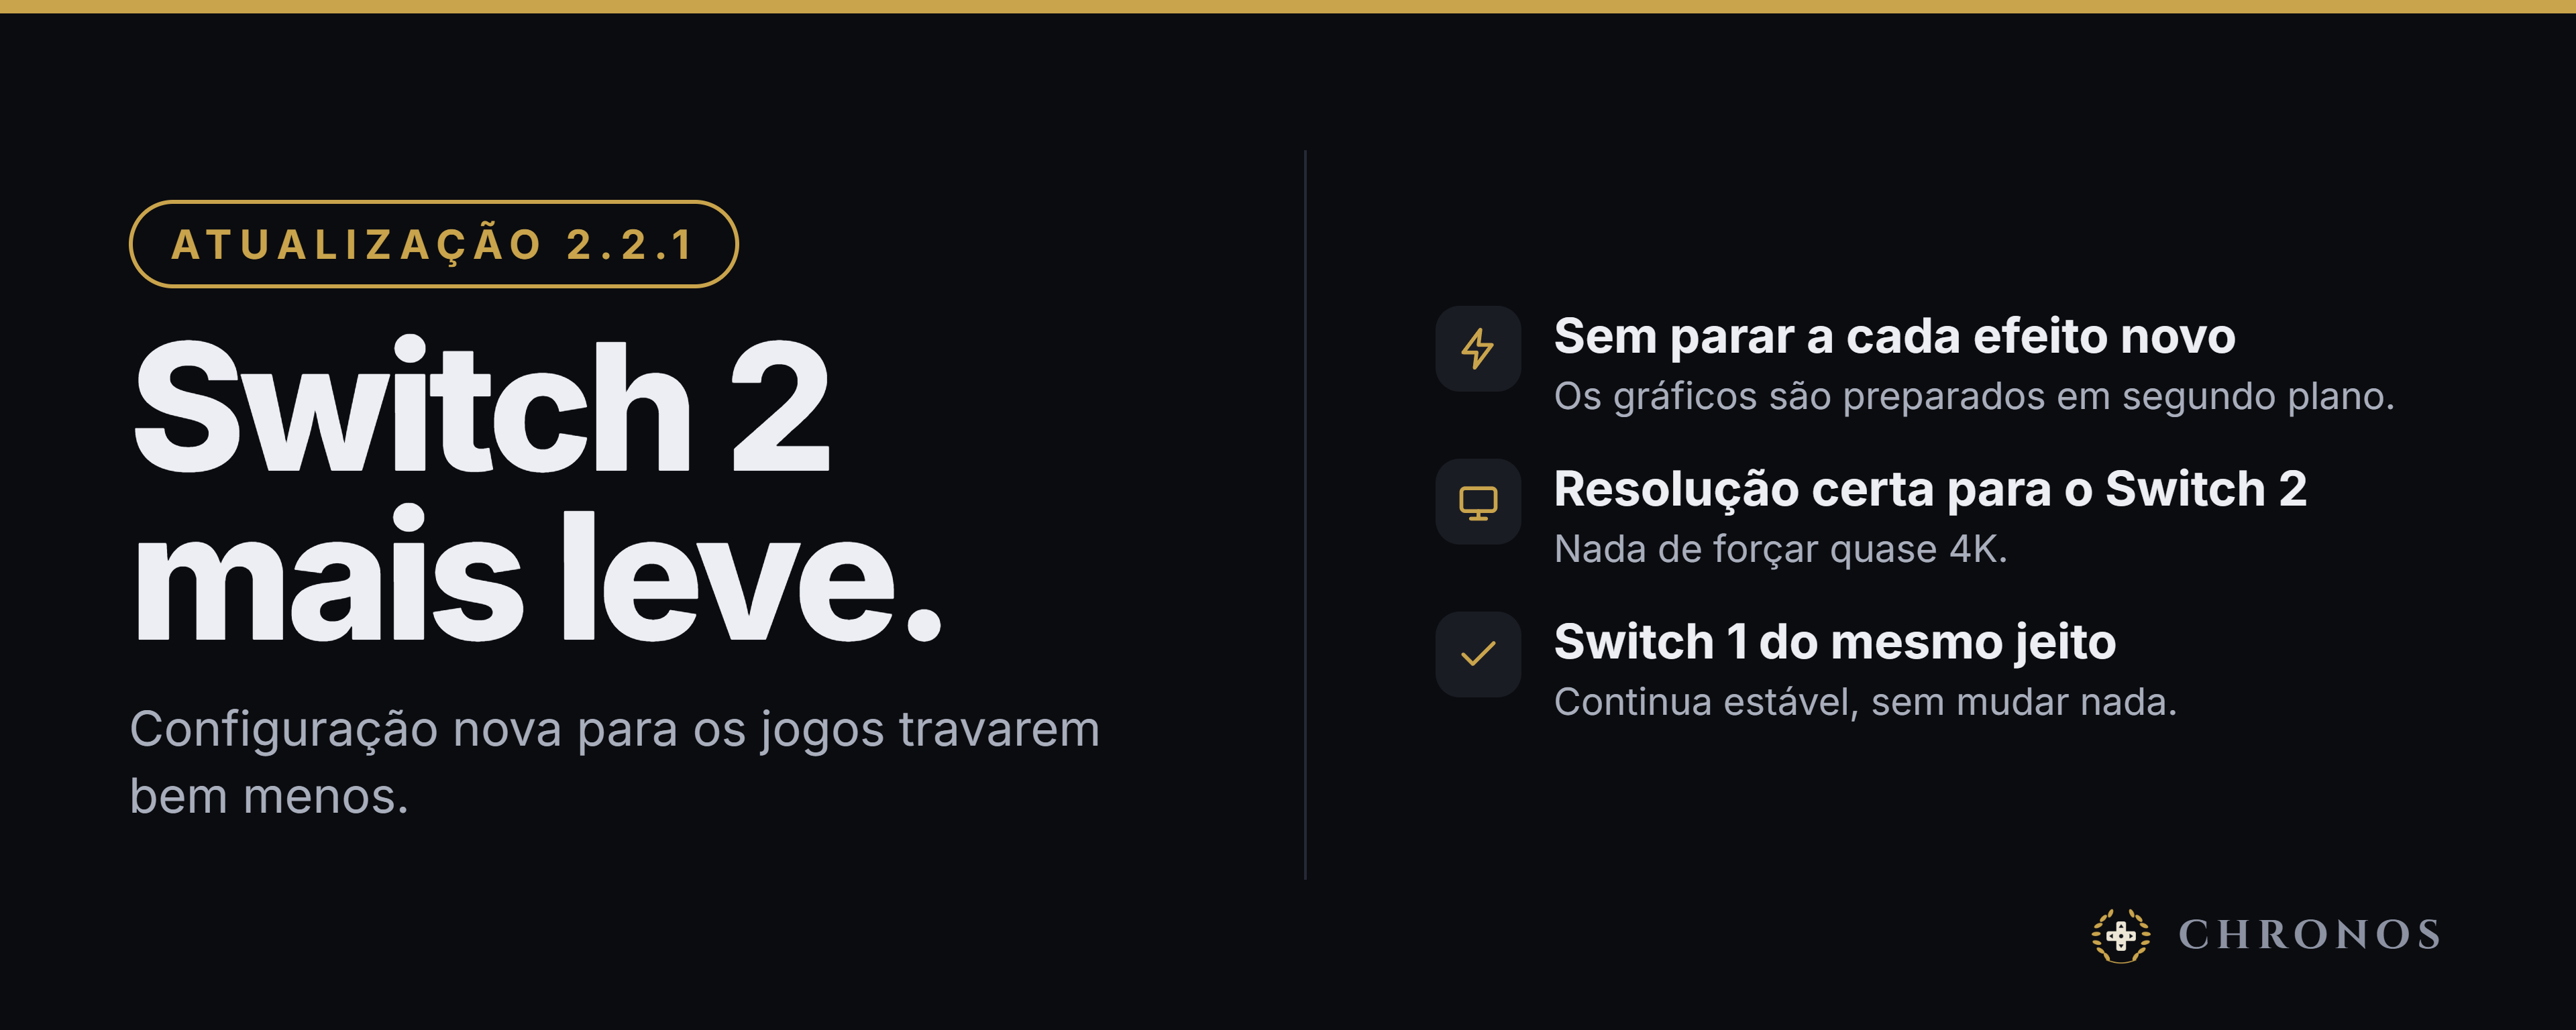 ATUALIZAÇÃO 2.2.1
Switch 2
mais leve.
Configuração nova para os jogos travarem
bem menos.
Sem parar a cada efeito novo
Os gráficos são preparados em segundo plano.
Resolução certa para o Switch 2
Nada de forçar quase 4K.
Switch 1 do mesmo jeito
Continua estável, sem mudar nada.
CHRONOS